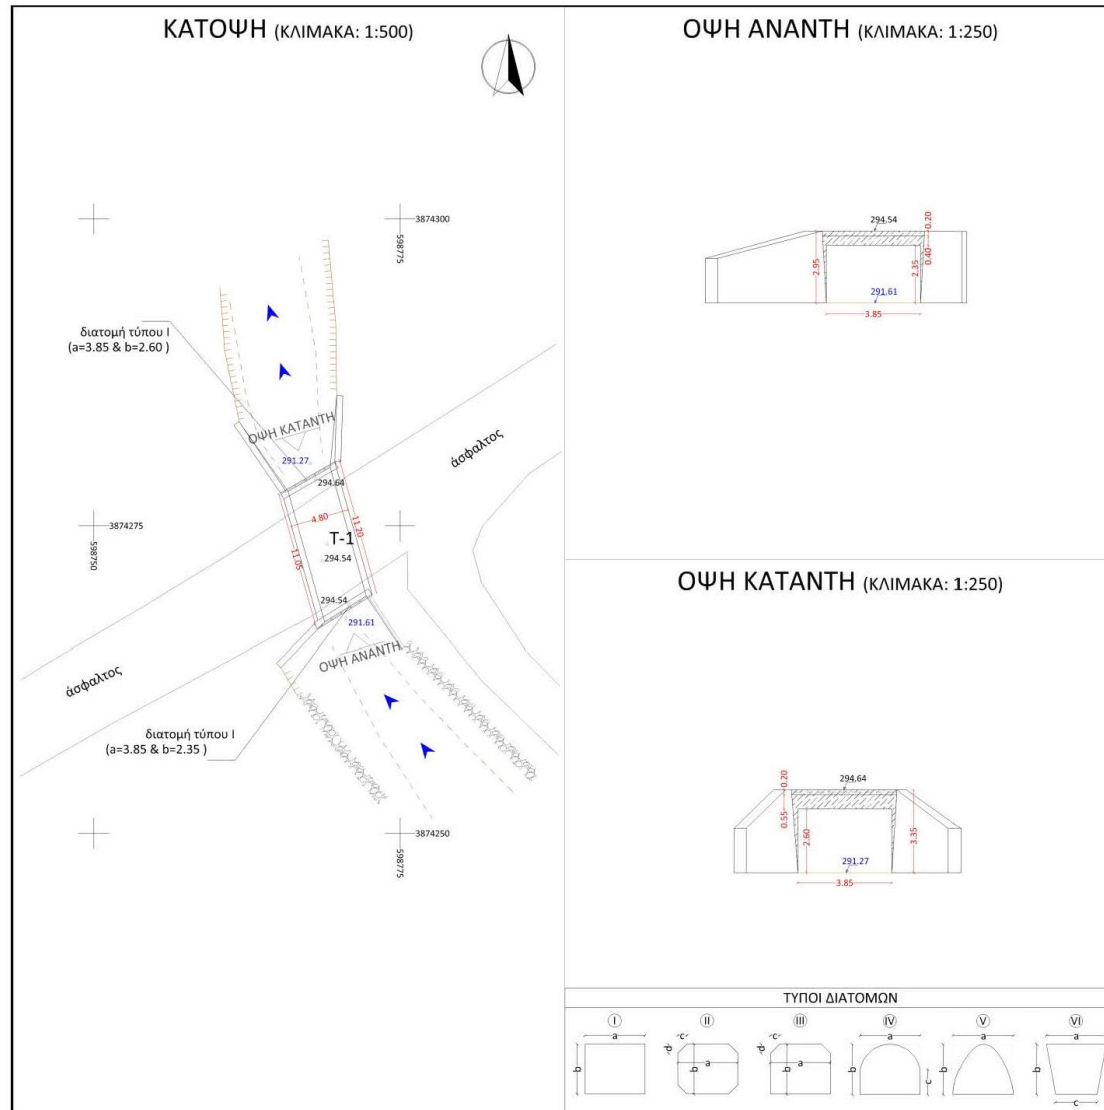 ΚΑΤΟΨΗ (ΚΛΙΜΑΚΑ: 1:500)
3874300
598775
διατομή τύπου I
(a=3.85 & b=2.60 )
ΟΨΗ ΚΑΤΑΝΤΗ
άσφαλτος
291.27
294.64
4.80
11.20
3874275
598750
T-1
11.05
294.54
294.54
291.61
ΟΨΗ ΑΝΑΝΤΗ
άσφαλτος
διατομή τύπου I
(a=3.85 & b=2.35 )
3874250
598775
ΟΨΗ ΑΝΑΝΤΗ (ΚΛΙΜΑΚΑ: 1:250)
294.54
0.20
0.40
2.95
2.35
291.61
3.85
ΟΨΗ ΚΑΤΑΝΤΗ (ΚΛΙΜΑΚΑ: 1:250)
294.64
0.20
0.55
2.60
3.35
291.27
3.85
ΤΥΠΟΙ ΔΙΑΤΟΜΩΝ
I II III IV V VI
a b
c d b a
c d b a
a b c
a b
a b c